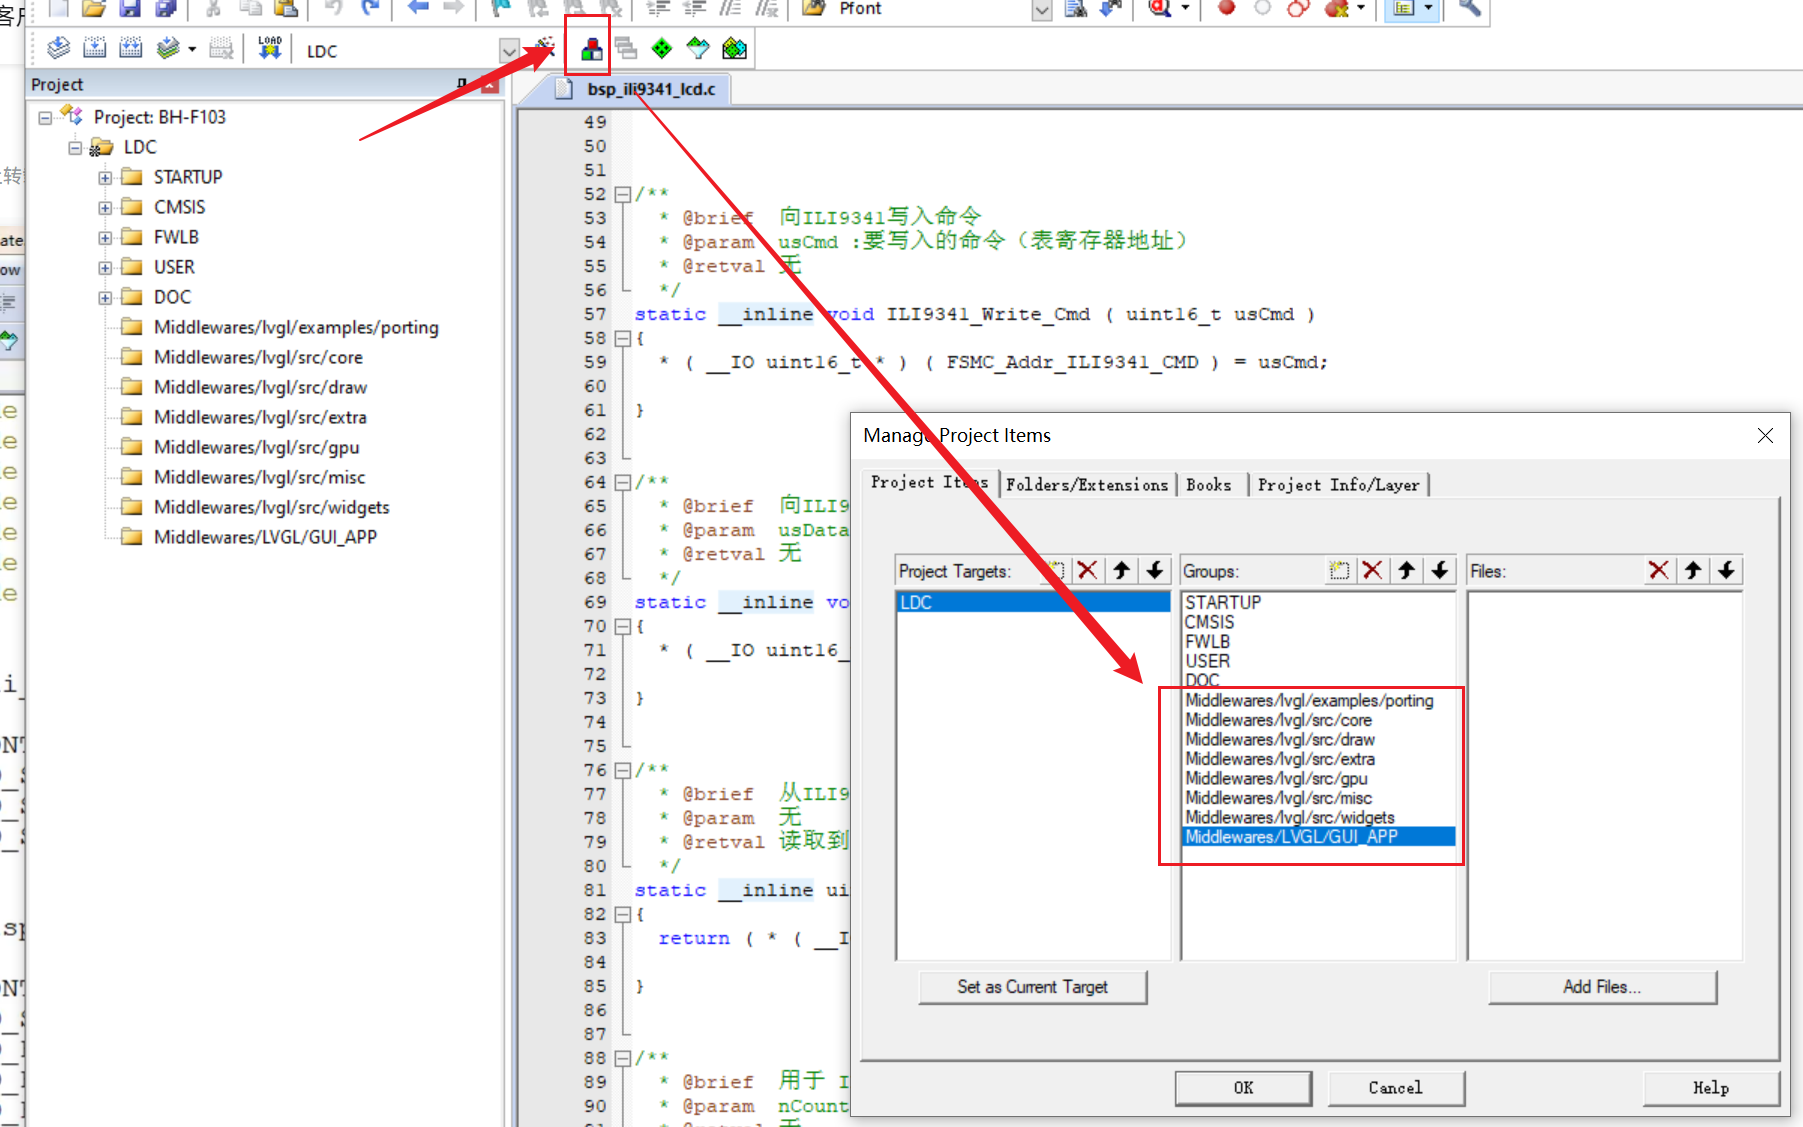 客户
Pfont
LOAD
LDC
Project
bsp_ili9341_lcd.c
Project: BH-F103
LDC
STARTUP
CMSIS
FWLB
USER
DOC
Middlewares/lvgl/examples/porting
Middlewares/lvgl/src/core
Middlewares/lvgl/src/draw
Middlewares/lvgl/src/extra
Middlewares/lvgl/src/gpu
Middlewares/lvgl/src/misc
Middlewares/lvgl/src/widgets
Middlewares/LVGL/GUI_APP
49
50
51
52 /**
53 * @brief 向ILI9341写入命令
54 * @param usCmd :要写入的命令（表寄存器地址）
55 * @retval 无
56 */
57 static __inline void ILI9341_Write_Cmd ( uint16_t usCmd )
58 {
59 * ( __IO uint16_t * ) ( FSMC_Addr_ILI9341_CMD ) = usCmd;
60
61 }
62
63
64 /**
65 * @brief 向ILI9
66 * @param usData
67 * @retval 无
68 */
69 static __inline vo
70 {
71 * ( __IO uint16_
72
73 }
74
75
76 /**
77 * @brief 从ILI9
78 * @param 无
79 * @retval 读取到
80 */
81 static __inline ui
82 {
83 return ( * ( __I
84
85 }
86
87
88 /**
89 * @brief 用于 I
90 * @param nCount
Manage Project Items
Project Items Folders/Extensions Books Project Info/Layer
Project Targets:
LDC
Set as Current Target
Groups:
STARTUP
CMSIS
FWLB
USER
DOC
Middlewares/lvgl/examples/porting
Middlewares/lvgl/src/core
Middlewares/lvgl/src/draw
Middlewares/lvgl/src/extra
Middlewares/lvgl/src/gpu
Middlewares/lvgl/src/misc
Middlewares/lvgl/src/widgets
Middlewares/LVGL/GUI_APP
Files:
Add Files...
OK Cancel Help